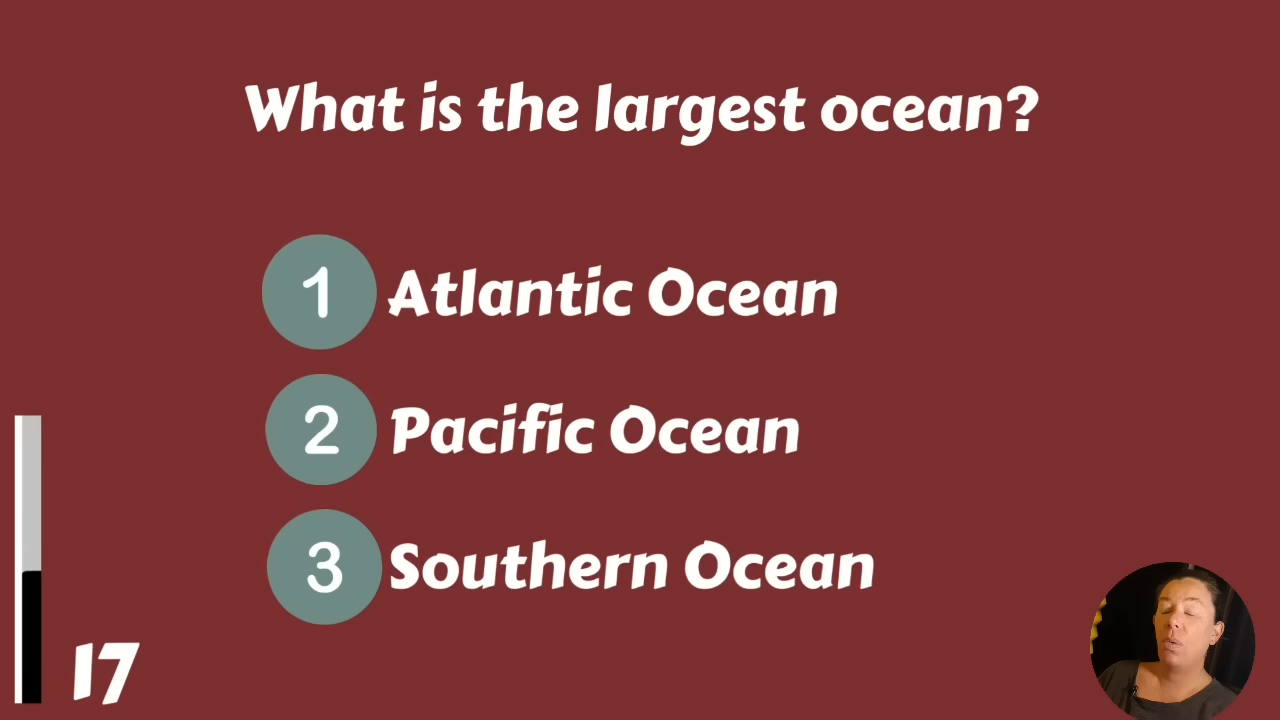 What is the largest ocean?
1 Atlantic Ocean
2 Pacific Ocean
3 Southern Ocean
17